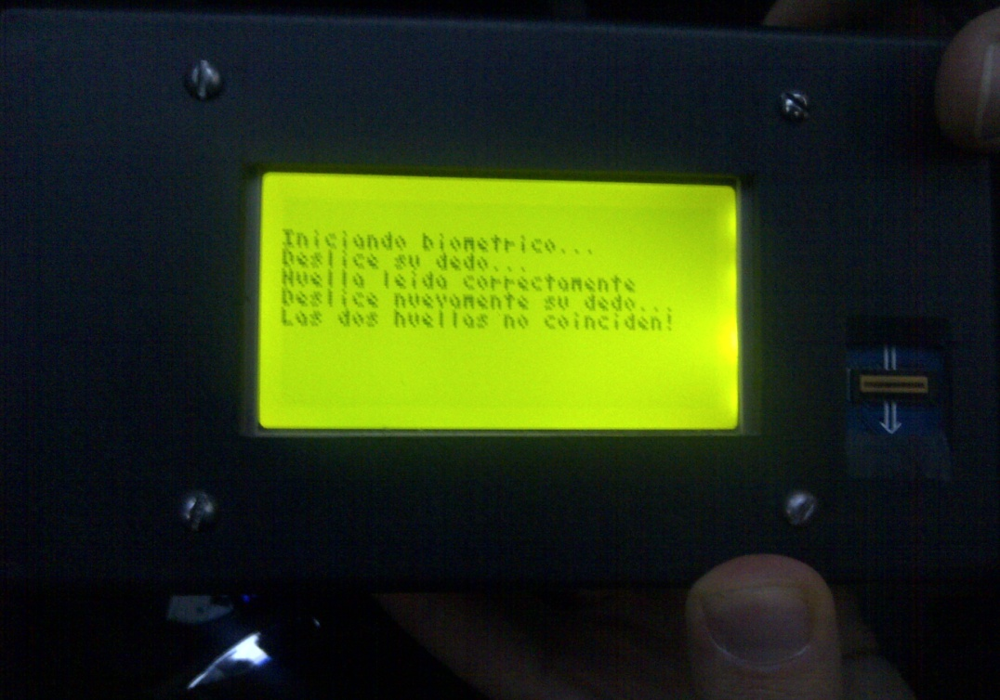 Iniciando biometrico...
Deslice su dedo...
Huella leida correctamente
Deslice nuevamente su dedo...
Las dos huellas no coinciden!